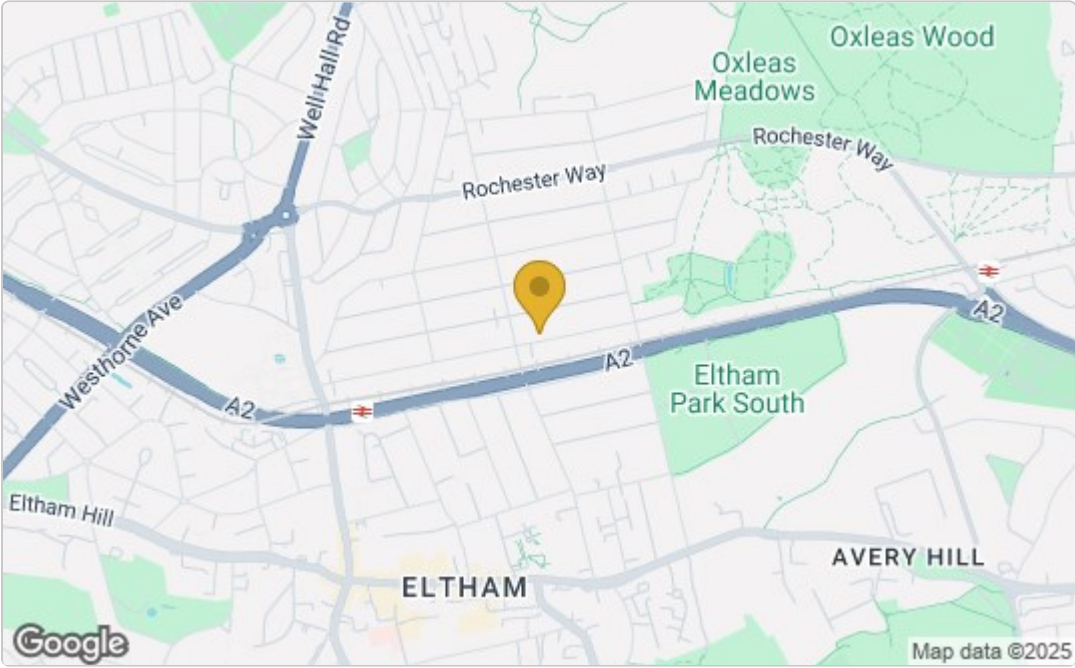 Well Hall Rd
Oxleas Wood
Oxleas
Meadows
Rochester Way
Rochester Way
Westhorne Ave
A2
A2
A2
Eltham
Park South
Eltham Hill
ELTHAM
AVERY HILL
Google
Map data ©2025